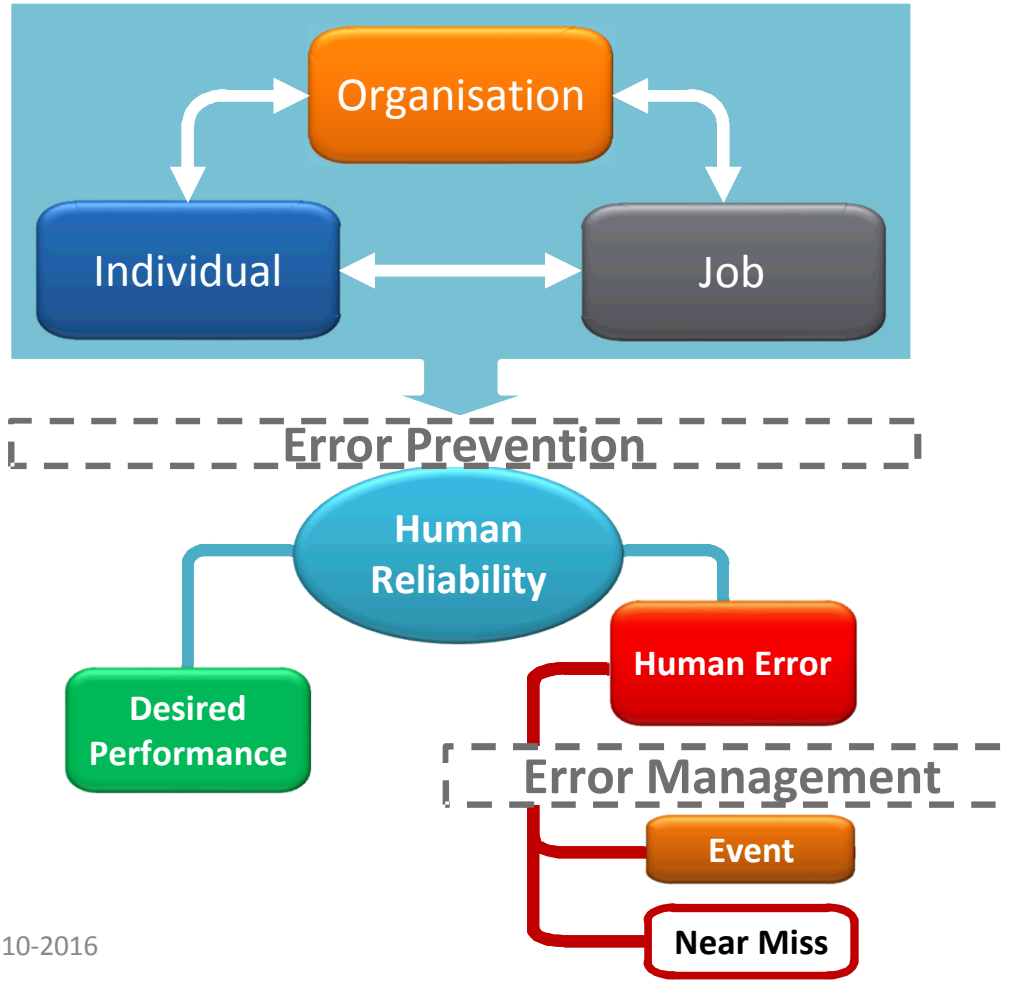 Organisation
Individual
Job
Error Prevention
Human
Reliability
Human Error
Desired
Performance
Error Management
Event
Near Miss
10-2016